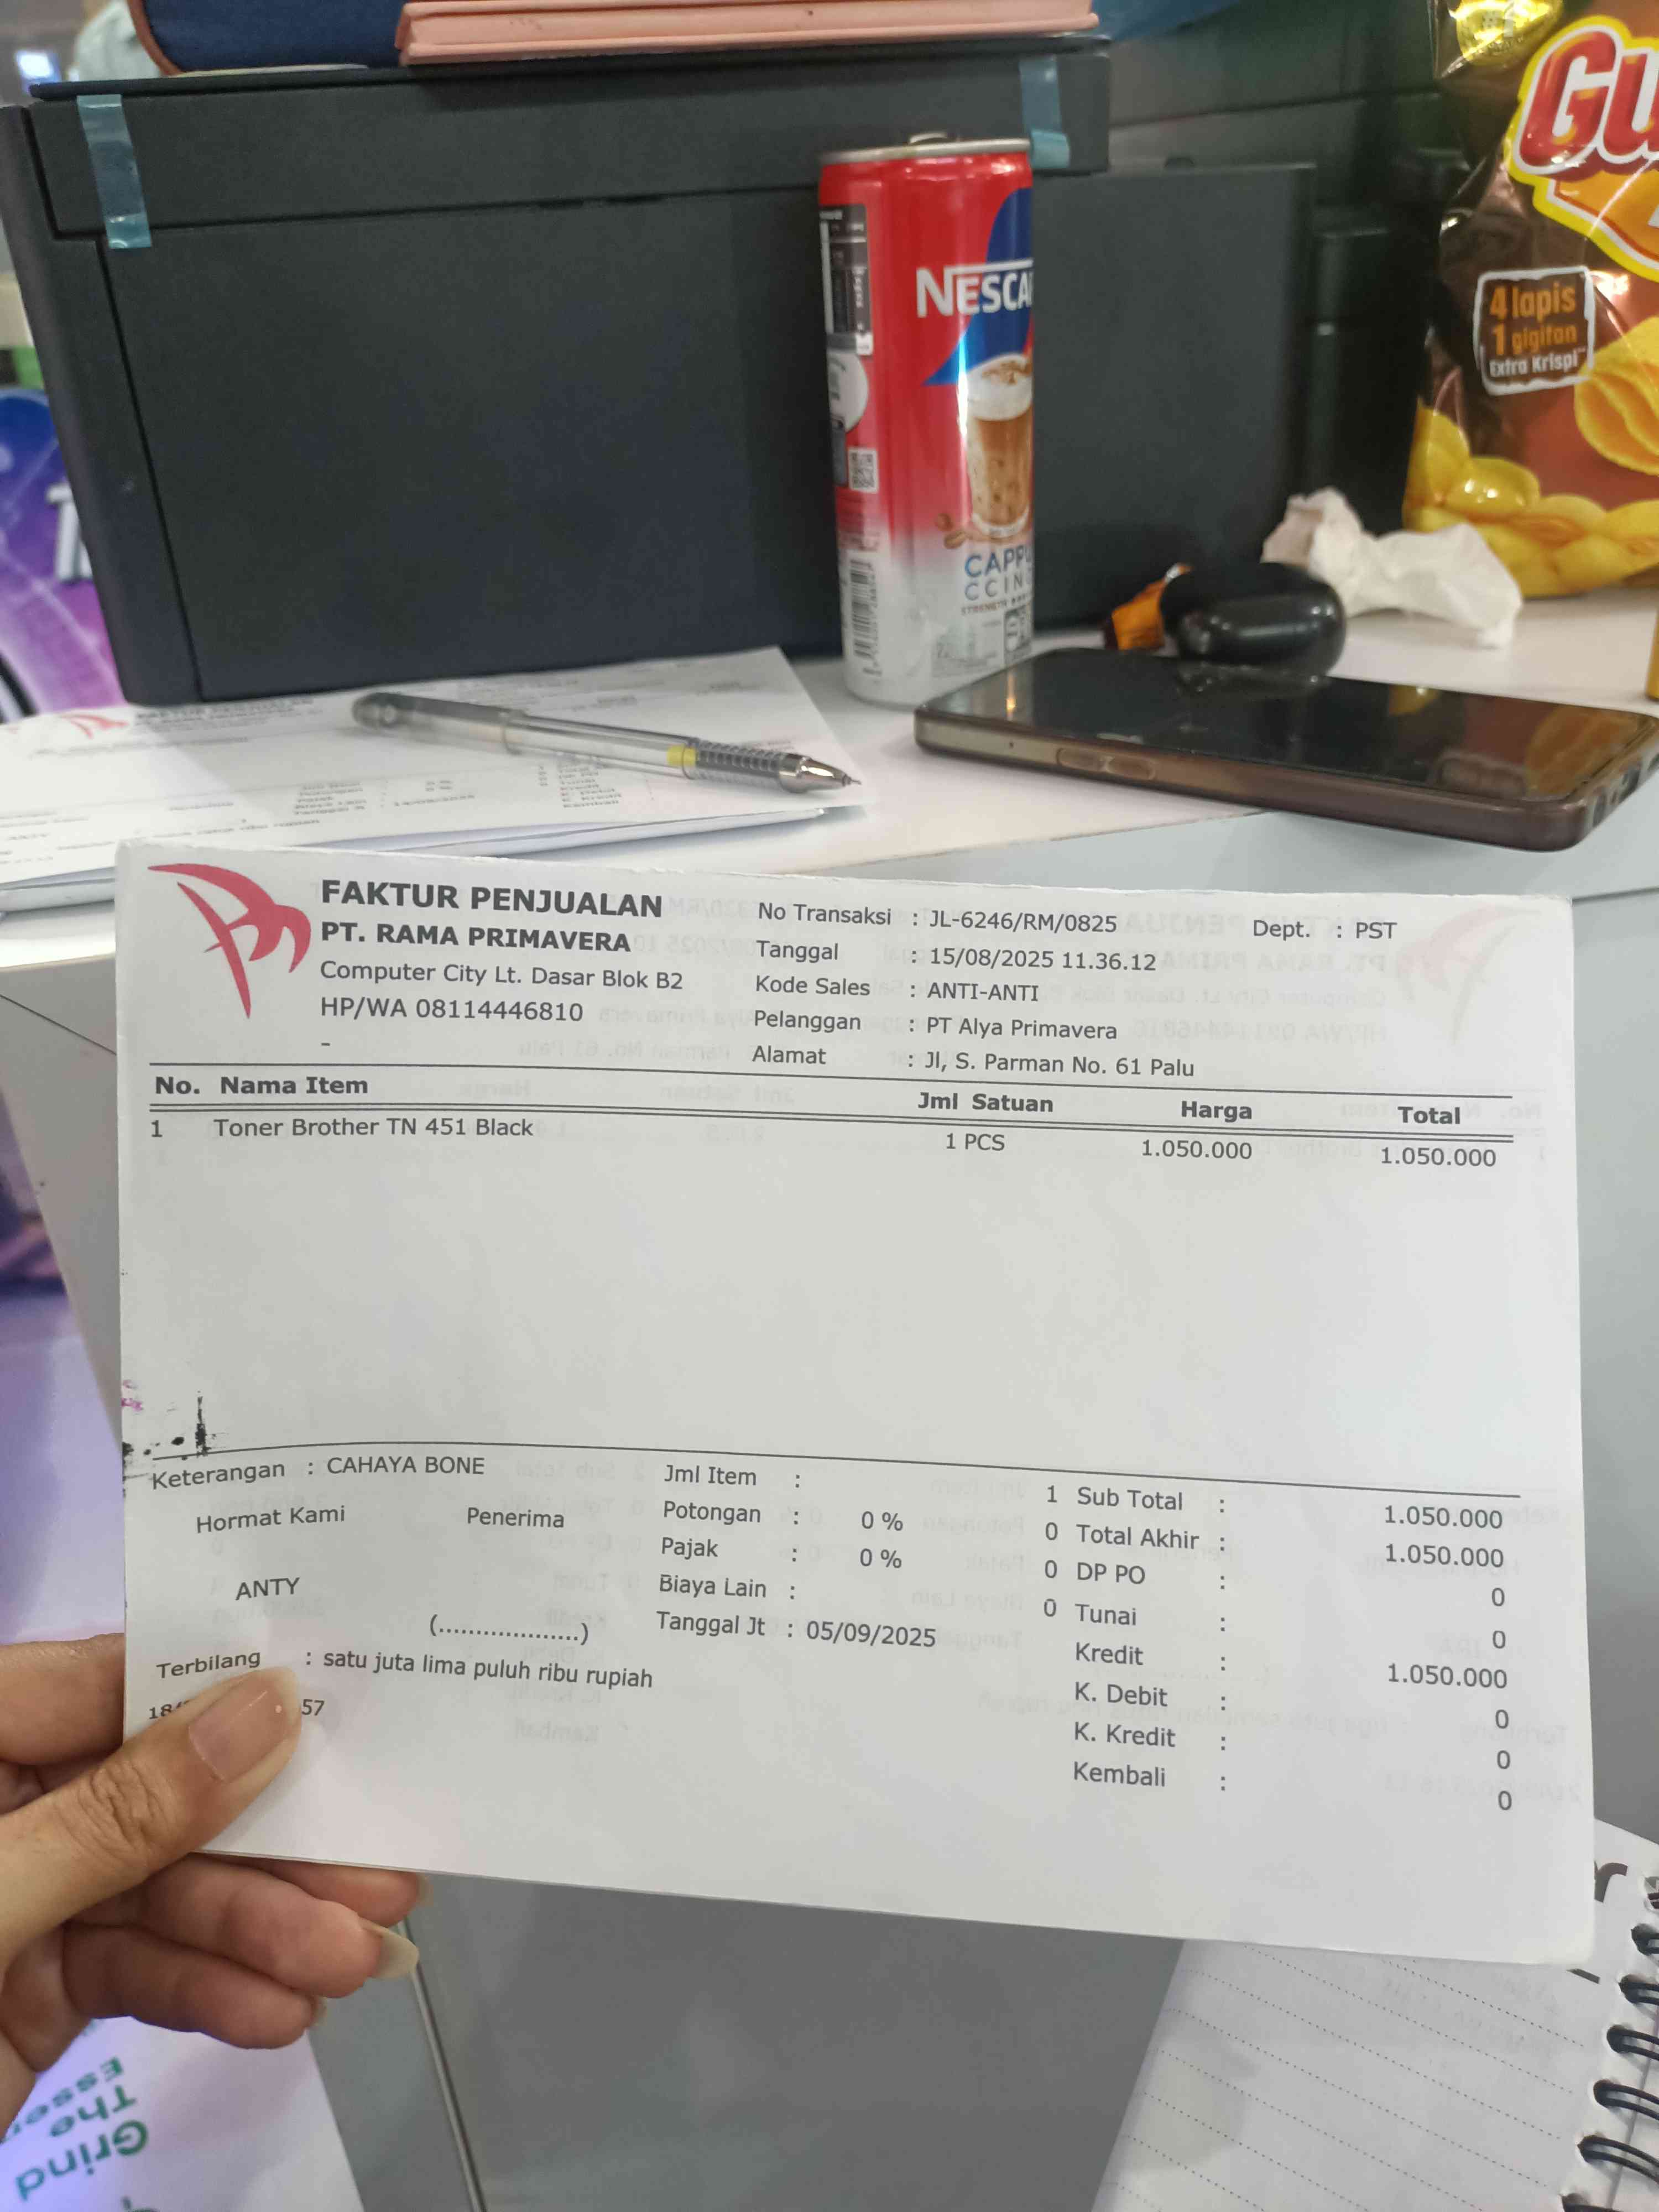 NESCA
CAPPU
CCINO
GU
4 lapis
1 gigitan
Extra Krispi
FAKTUR PENJUALAN
PT. RAMA PRIMAVERA
Computer City Lt. Dasar Blok B2
HP/WA 08114446810
-
No Transaksi : JL-6246/RM/0825 Dept. : PST
Tanggal : 15/08/2025 11.36.12
Kode Sales : ANTI-ANTI
Pelanggan : PT Alya Primavera
Alamat : Jl, S. Parman No. 61 Palu
No. Nama Item Jml Satuan Harga Total
1 Toner Brother TN 451 Black 1 PCS 1.050.000 1.050.000
Keterangan : CAHAYA BONE
Hormat Kami Penerima
ANTY
(...................)
Jml Item : 1
Potongan : 0 % 0
Pajak : 0 % 0
Biaya Lain : 0
Tanggal Jt : 05/09/2025
Sub Total : 1.050.000
Total Akhir : 1.050.000
DP PO : 0
Tunai : 0
Kredit : 1.050.000
K. Debit : 0
K. Kredit : 0
Kembali : 0
Terbilang : satu juta lima puluh ribu rupiah
57
The
Grind